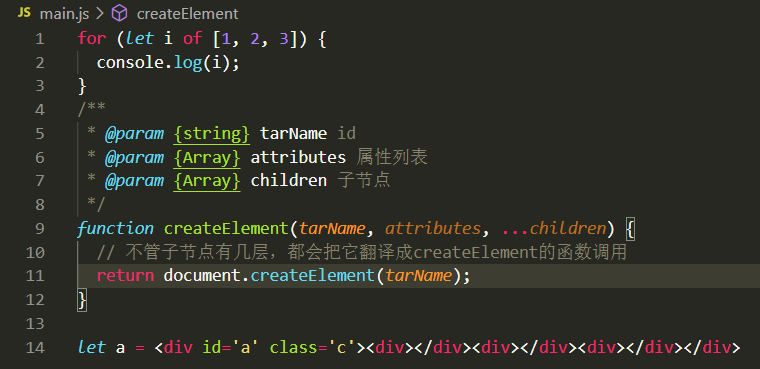 JS main.js > createElement
1 for (let i of [1, 2, 3]) {
2 console.log(i);
3 }
4 /**
5 * @param {string} tarName id
6 * @param {Array} attributes 属性列表
7 * @param {Array} children 子节点
8 */
9 function createElement(tarName, attributes, ...children) {
10 // 不管子节点有几层，都会把它翻译成createElement的函数调用
11 return document.createElement(tarName);
12 }
13
14 let a = <div id='a' class='c'><div></div><div></div><div></div></div>